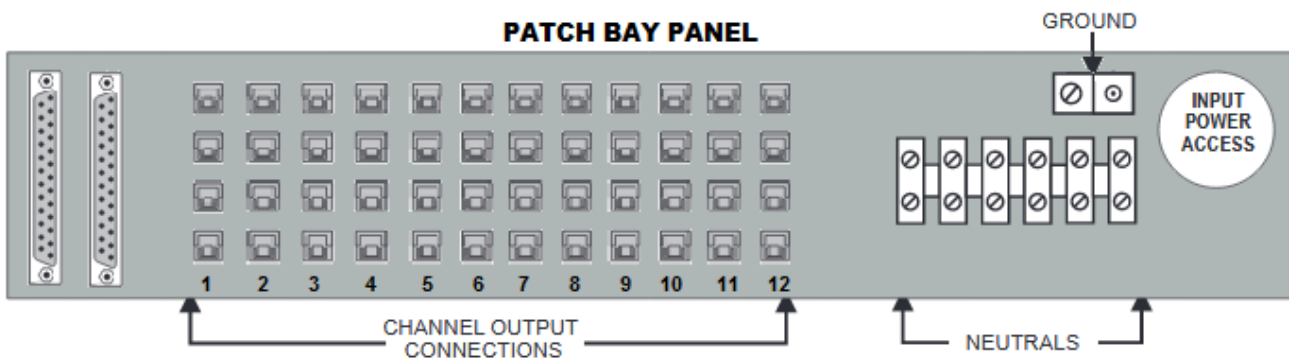 PATCH BAY PANEL
GROUND
INPUT
POWER
ACCESS
1 2 3 4 5 6 7 8 9 10 11 12
CHANNEL OUTPUT
CONNECTIONS
NEUTRALS